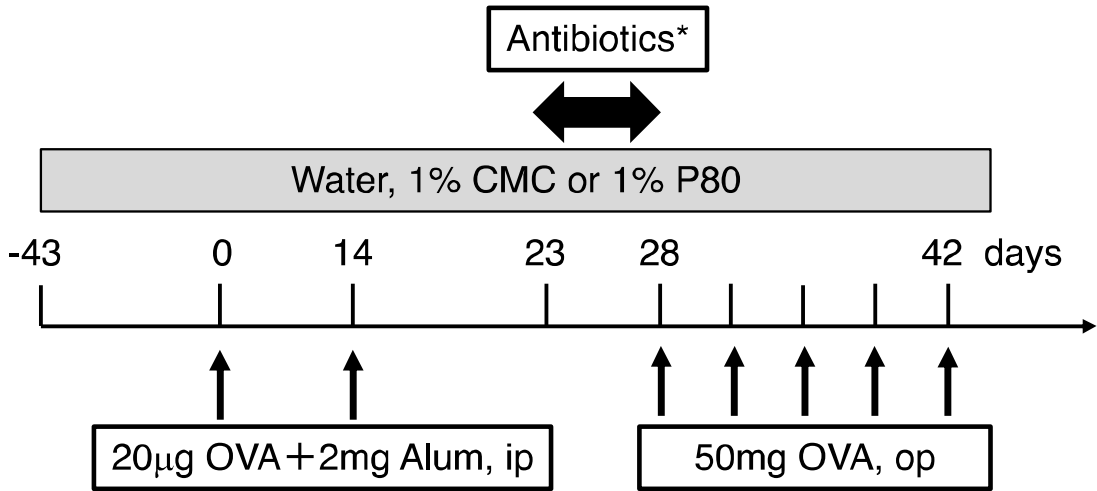 Antibiotics*
Water, 1% CMC or 1% P80
-43 0 14 23 28 42 days
20μg OVA+2mg Alum, ip
50mg OVA, op